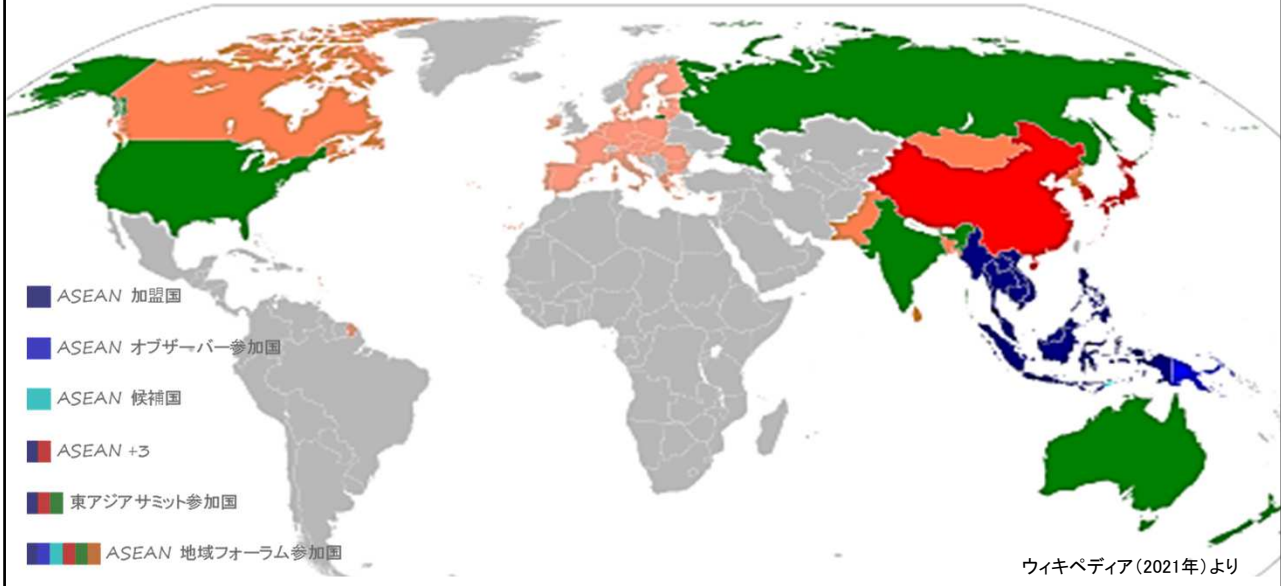 ASEAN 加盟国
ASEAN オブザーバー参加国
ASEAN 候補国
ASEAN +3
東アジアサミット参加国
ASEAN 地域フォーラム参加国
ウィキペディア(2021年)より